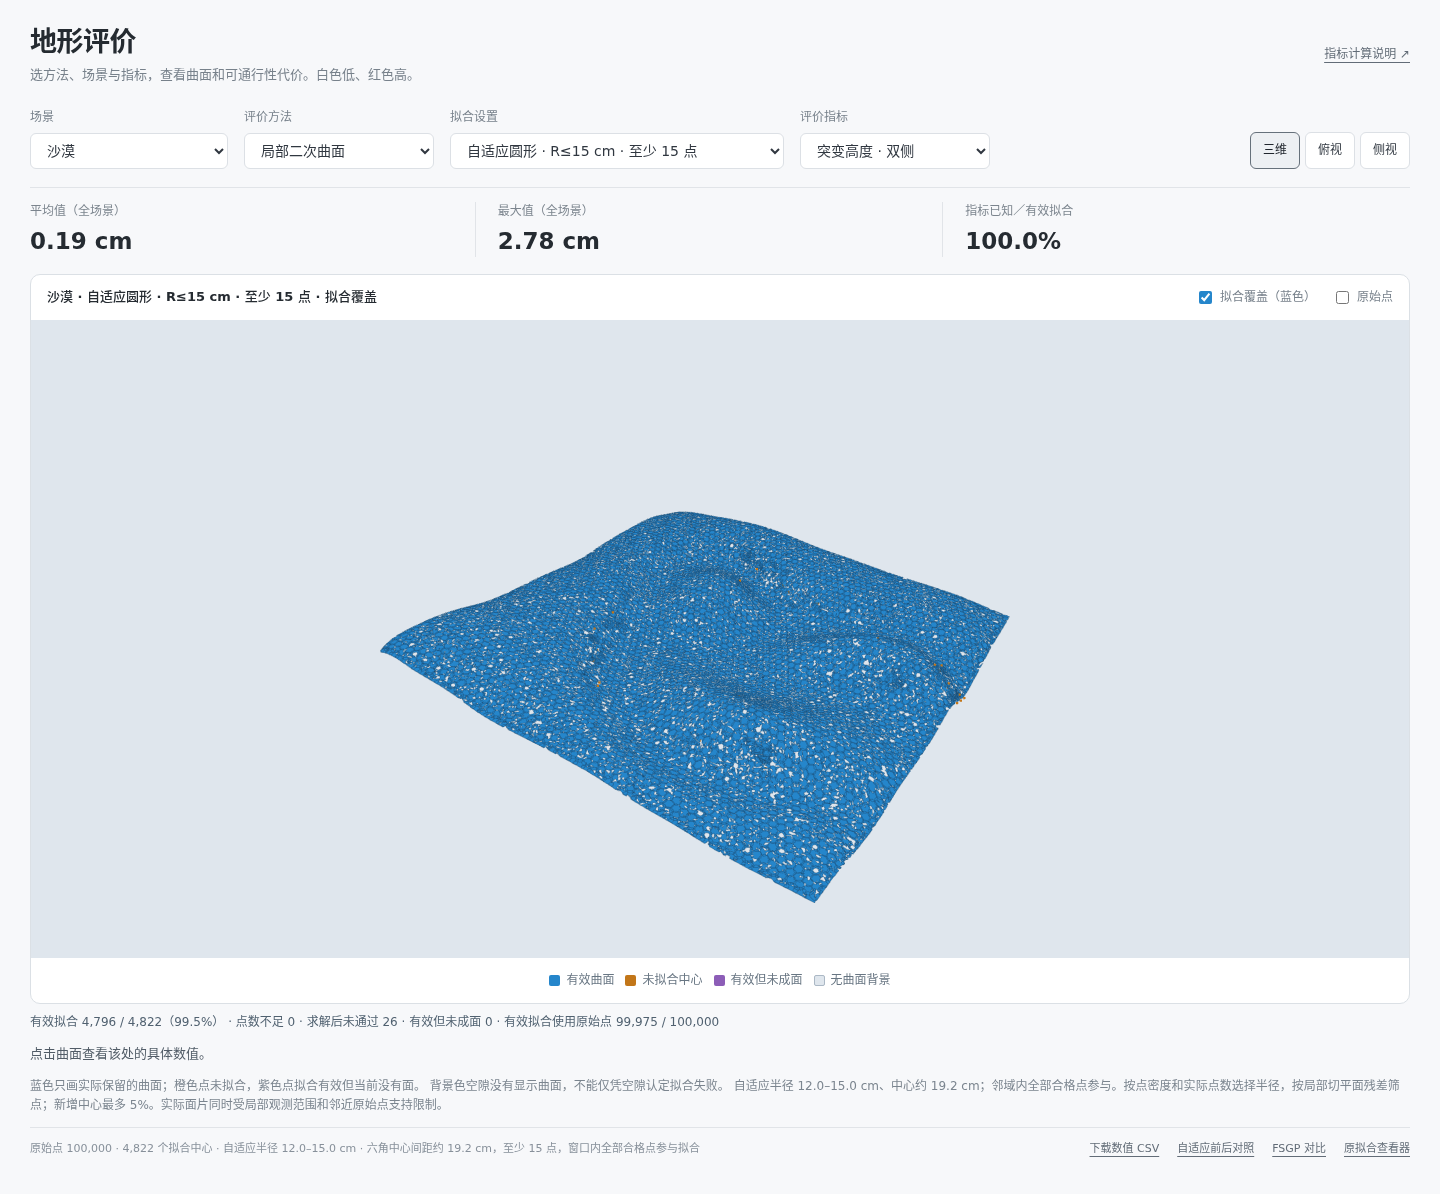 地形评价
选方法、场景与指标，查看曲面和可通行性代价。白色低、红色高。
指标计算说明 ↗
场景
评价方法
拟合设置
评价指标
沙漠
局部二次曲面
自适应圆形 · R≤15 cm · 至少 15 点
突变高度 · 双侧
三维
俯视
侧视
平均值（全场景）
最大值（全场景）
指标已知／有效拟合
0.19 cm
2.78 cm
100.0%
沙漠 · 自适应圆形 · R≤15 cm · 至少 15 点 · 拟合覆盖
拟合覆盖（蓝色）
原始点
有效曲面
未拟合中心
有效但未成面
无曲面背景
有效拟合 4,796 / 4,822（99.5%） · 点数不足 0 · 求解后未通过 26 · 有效但未成面 0 · 有效拟合使用原始点 99,975 / 100,000
点击曲面查看该处的具体数值。
蓝色只画实际保留的曲面；橙色点未拟合，紫色点拟合有效但当前没有面。 背景色空隙没有显示曲面，不能仅凭空隙认定拟合失败。 自适应半径 12.0–15.0 cm、中心约 19.2 cm；邻域内全部合格点参与。按点密度和实际点数选择半径，按局部切平面残差筛
点；新增中心最多 5%。实际面片同时受局部观测范围和邻近原始点支持限制。
原始点 100,000 · 4,822 个拟合中心 · 自适应半径 12.0–15.0 cm · 六角中心间距约 19.2 cm，至少 15 点，窗口内全部合格点参与拟合
下载数值 CSV
自适应前后对照
FSGP 对比
原拟合查看器